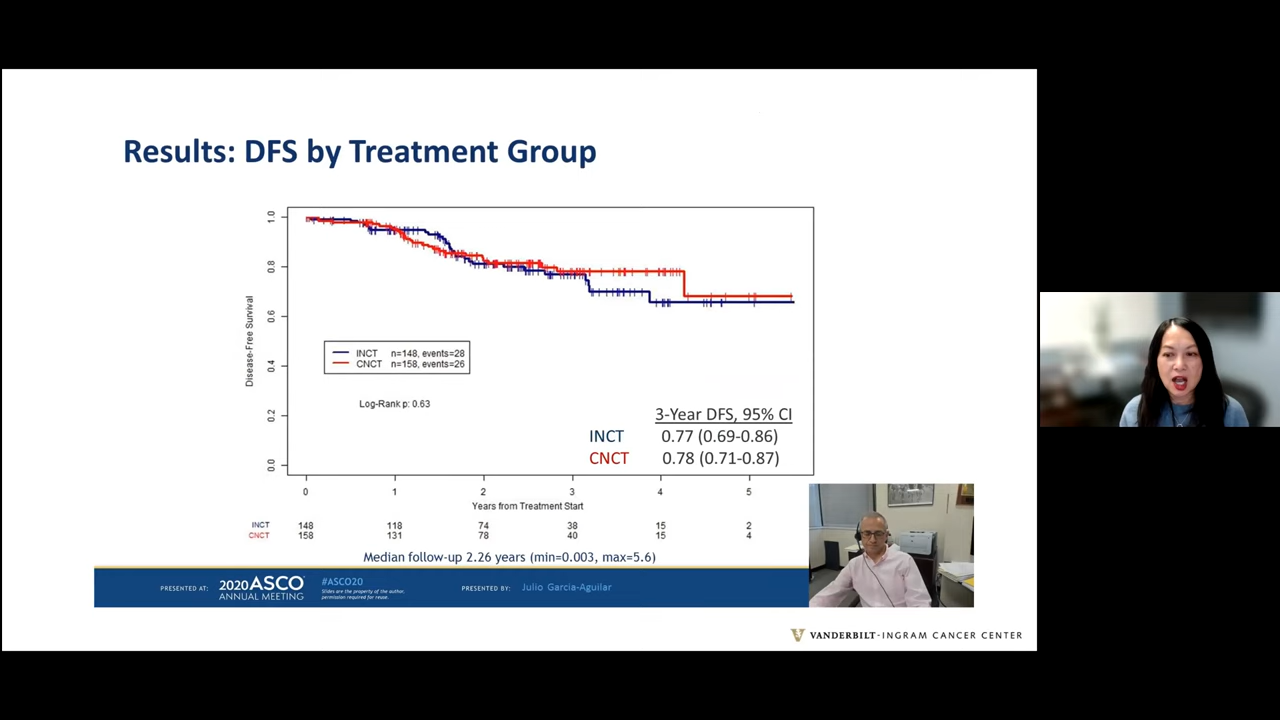 Results: DFS by Treatment Group
Disease-Free Survival
1.0
0.8
0.6
0.4
0.2
0.0
INCT n=148, events=28
CNCT n=158, events=26
Log-Rank p: 0.63
3-Year DFS, 95% CI
INCT 0.77 (0.69-0.86)
CNCT 0.78 (0.71-0.87)
0 1 2 3 4 5
Years from Treatment Start
INCT 148 118 74 38 15 2
CNCT 158 131 78 40 15 4
Median follow-up 2.26 years (min=0.003, max=5.6)
PRESENTED AT: 2020 ASCO
ANNUAL MEETING
#ASCO20
Slides are the property of the author,
permission required for reuse.
PRESENTED BY: Julio Garcia-Aguilar
VANDERBILT-INGRAM CANCER CENTER